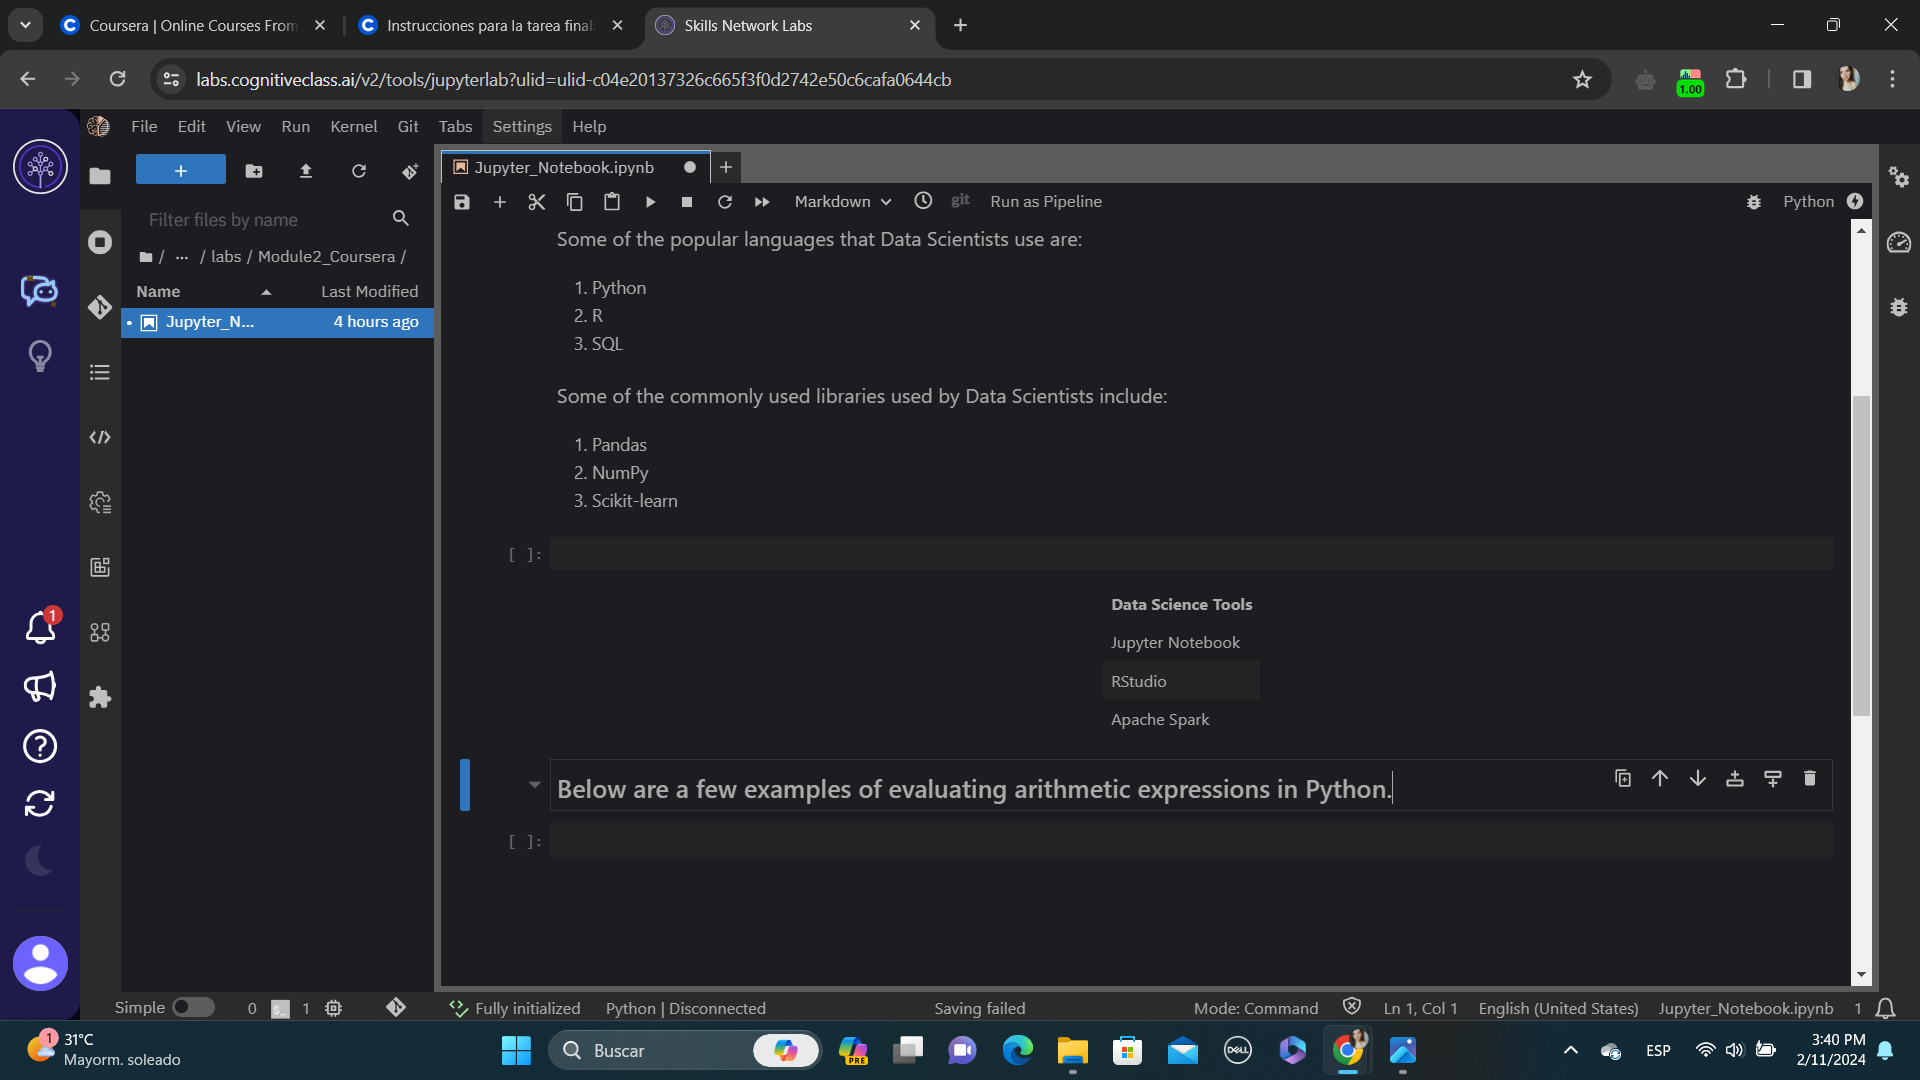 Coursera | Online Courses From
Instrucciones para la tarea final:
Skills Network Labs
labs.cognitiveclass.ai/v2/tools/jupyterlab?ulid=ulid-c04e20137326c665f3f0d2742e50c6cafa0644cb
1.00
File Edit View Run Kernel Git Tabs Settings Help
Jupyter_Notebook.ipynb
Filter files by name
/ ... / labs / Module2_Coursera /
Name Last Modified
Jupyter_N... 4 hours ago
Markdown git Run as Pipeline Python
Some of the popular languages that Data Scientists use are:
1. Python
2. R
3. SQL
Some of the commonly used libraries used by Data Scientists include:
1. Pandas
2. NumPy
3. Scikit-learn
[ ]:
Data Science Tools
Jupyter Notebook
RStudio
Apache Spark
Below are a few examples of evaluating arithmetic expressions in Python.
[ ]:
1
Simple 0 $_ 1 Fully initialized Python | Disconnected Saving failed Mode: Command Ln 1, Col 1 English (United States) Jupyter_Notebook.ipynb 1
1
31°C
Mayorm. soleado
Buscar
PRE
DELL
ESP
3:40 PM
2/11/2024